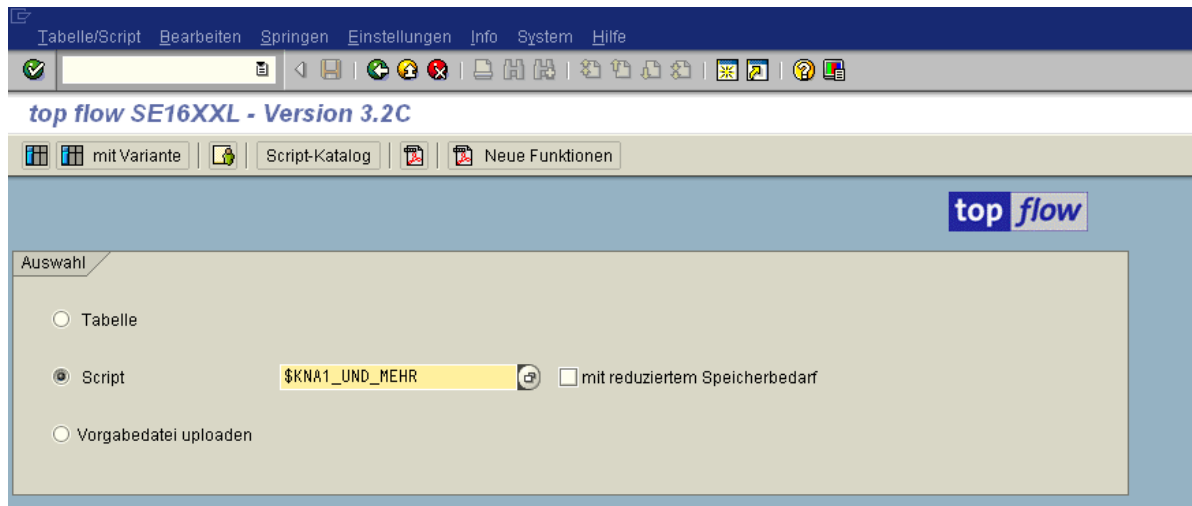 Tabelle/Script Bearbeiten Springen Einstellungen Info System Hilfe
top flow SE16XXL - Version 3.2C
mit Variante Script-Katalog Neue Funktionen
top flow
Auswahl
Tabelle
Script $KNA1_UND_MEHR mit reduziertem Speicherbedarf
Vorgabedatei uploaden